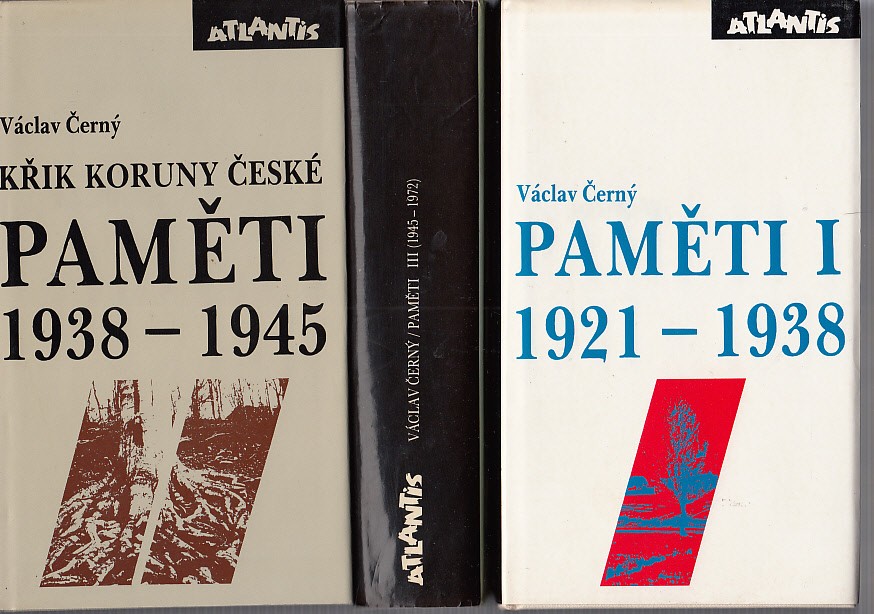 ATLANTIS
Václav Černý
KŘIK KORUNY ČESKÉ
PAMĚTI
1938 – 1945
ATLANTIS VÁCLAV ČERNÝ / PAMĚTI III (1945 – 1972)
ATLANTIS
Václav Černý
PAMĚTI I
1921 – 1938